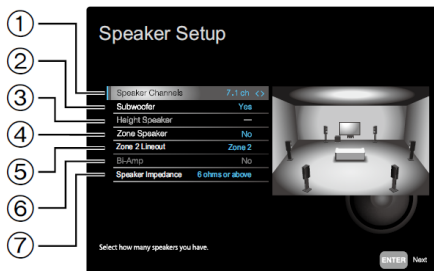 Speaker Setup
① Speaker Channels 7.1 ch < >
② Subwoofer Yes
③ Height Speaker —
④ Zone Speaker No
⑤ Zone 2 Lineout Zone 2
⑥ Bi-Amp No
⑦ Speaker Impedance 6 ohms or above
Select how many speakers you have.
ENTER Next